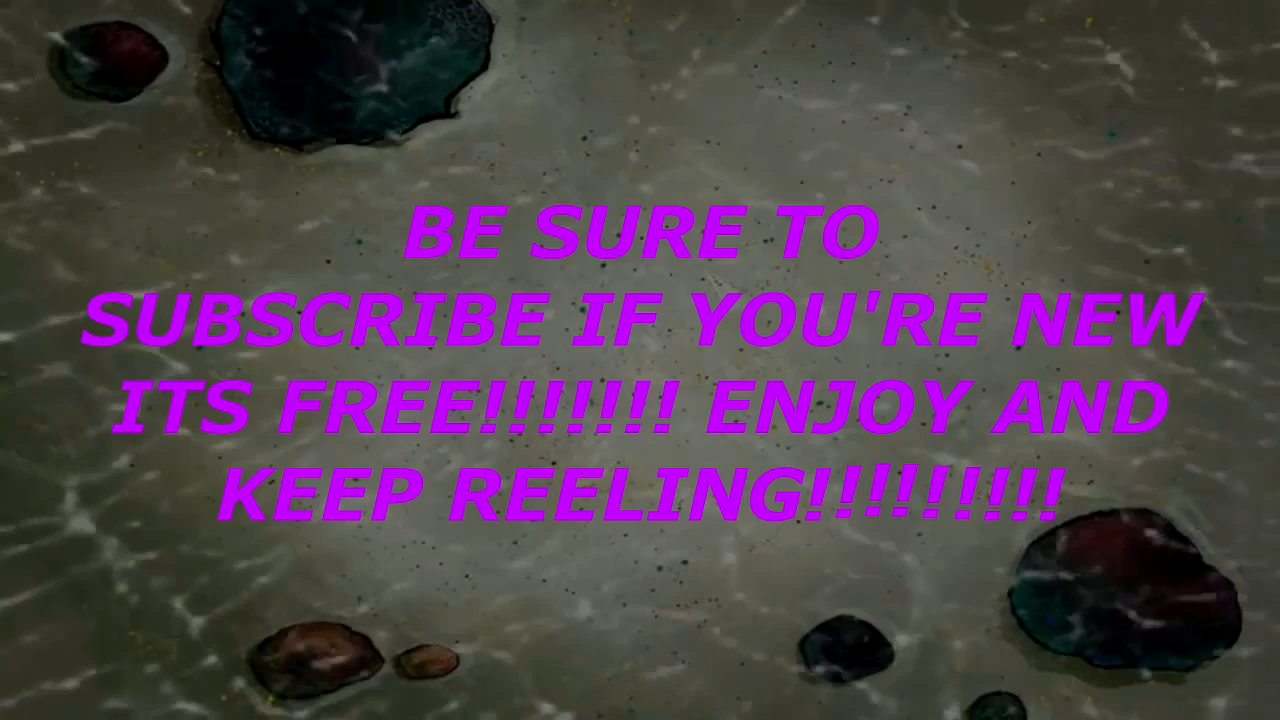 BE SURE TO
SUBSCRIBE IF YOU'RE NEW
ITS FREE!!!!!!! ENJOY AND
KEEP REELING!!!!!!!!!